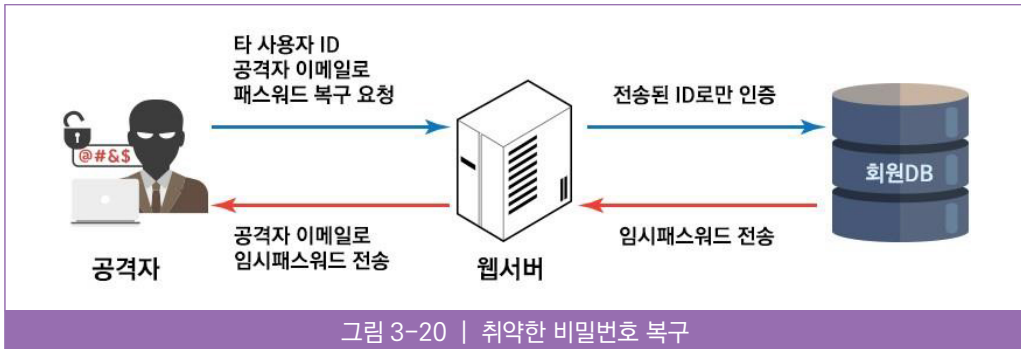 타 사용자 ID
공격자 이메일로
패스워드 복구 요청
전송된 ID로만 인증
@#&$
회원DB
공격자 이메일로
임시패스워드 전송
임시패스워드 전송
공격자
웹서버
그림 3-20 | 취약한 비밀번호 복구